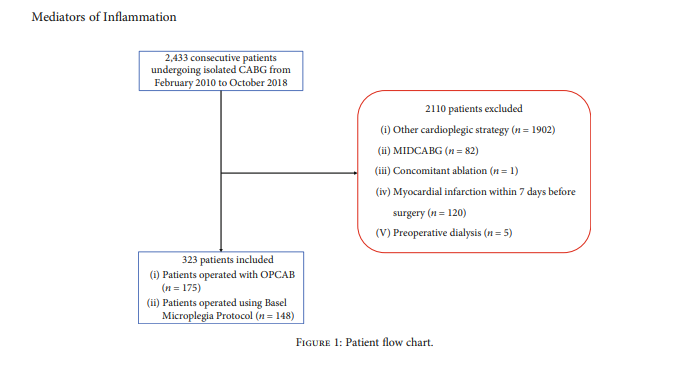 Mediators of Inflammation
2,433 consecutive patients
undergoing isolated CABG from
February 2010 to October 2018
2110 patients excluded
(i) Other cardioplegic strategy (n = 1902)
(ii) MIDCABG (n = 82)
(iii) Concomitant ablation (n = 1)
(iv) Myocardial infarction within 7 days before
surgery (n = 120)
(V) Preoperative dialysis (n = 5)
323 patients included
(i) Patients operated with OPCAB
(n = 175)
(ii) Patients operated using Basel
Microplegia Protocol (n = 148)
FIGURE 1: Patient flow chart.